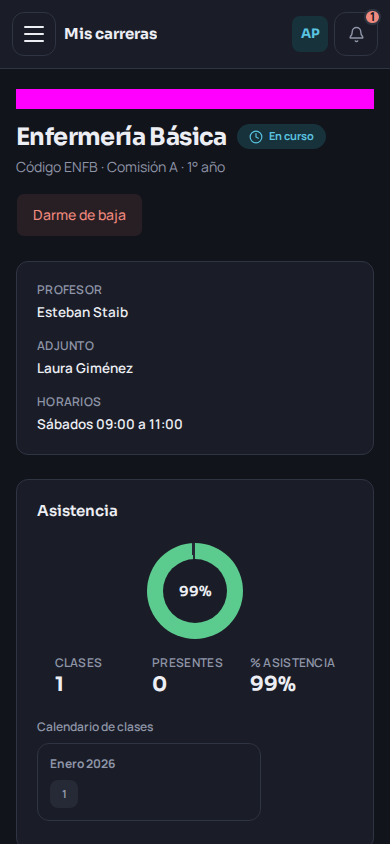 Mis carreras
AP
1
Enfermería Básica
En curso
Código ENFB · Comisión A · 1° año
Darme de baja
PROFESOR
Esteban Staib
ADJUNTO
Laura Giménez
HORARIOS
Sábados 09:00 a 11:00
Asistencia
99%
CLASES
PRESENTES
% ASISTENCIA
1
0
99%
Calendario de clases
Enero 2026
1